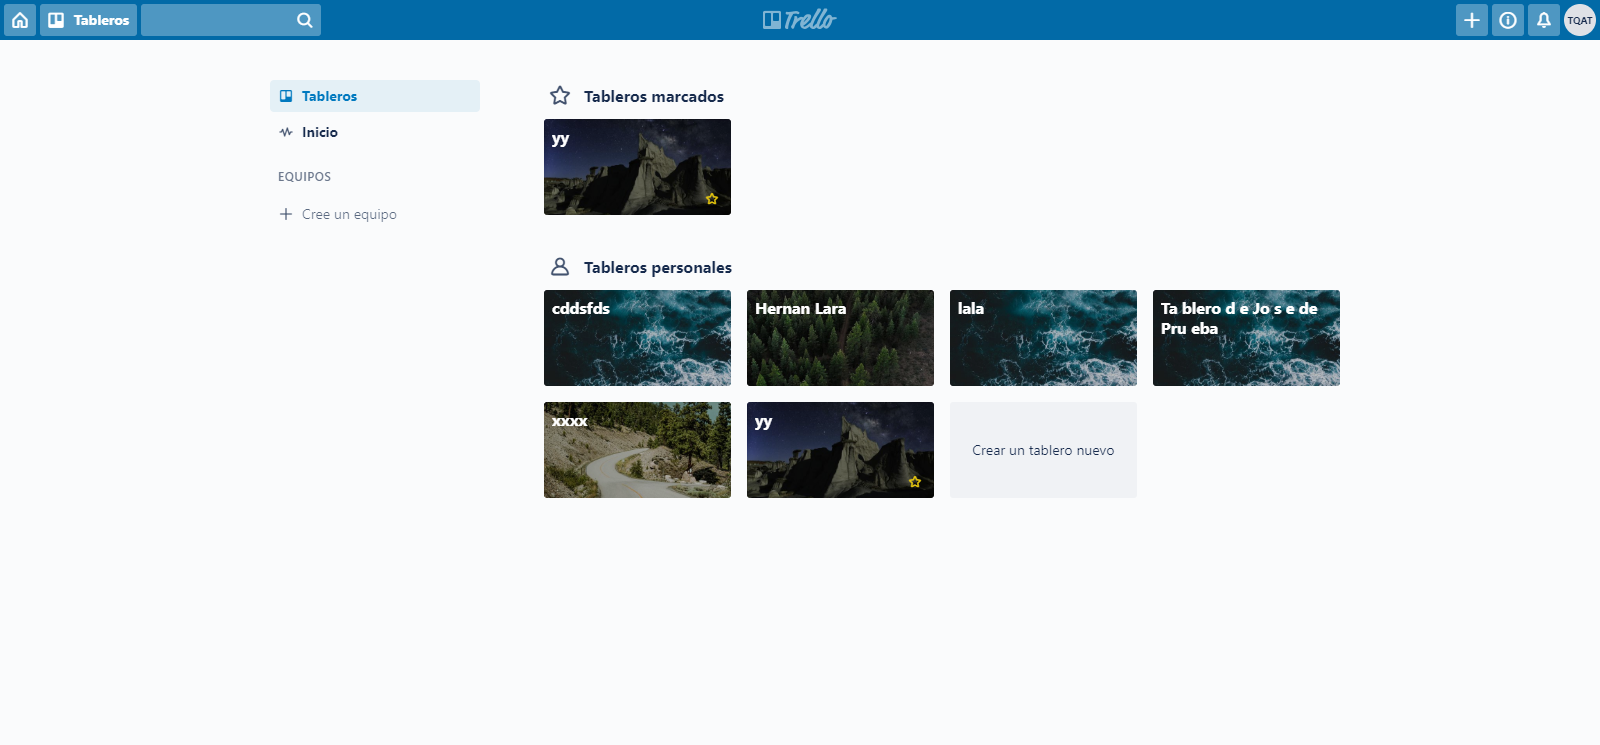 Tableros
Trello
TQAT
Tableros
Inicio
EQUIPOS
Cree un equipo
Tableros marcados
yy
Tableros personales
cddsfds
Hernan Lara
lala
Ta blero d e Jo s e de
Pru eba
xxxx
yy
Crear un tablero nuevo